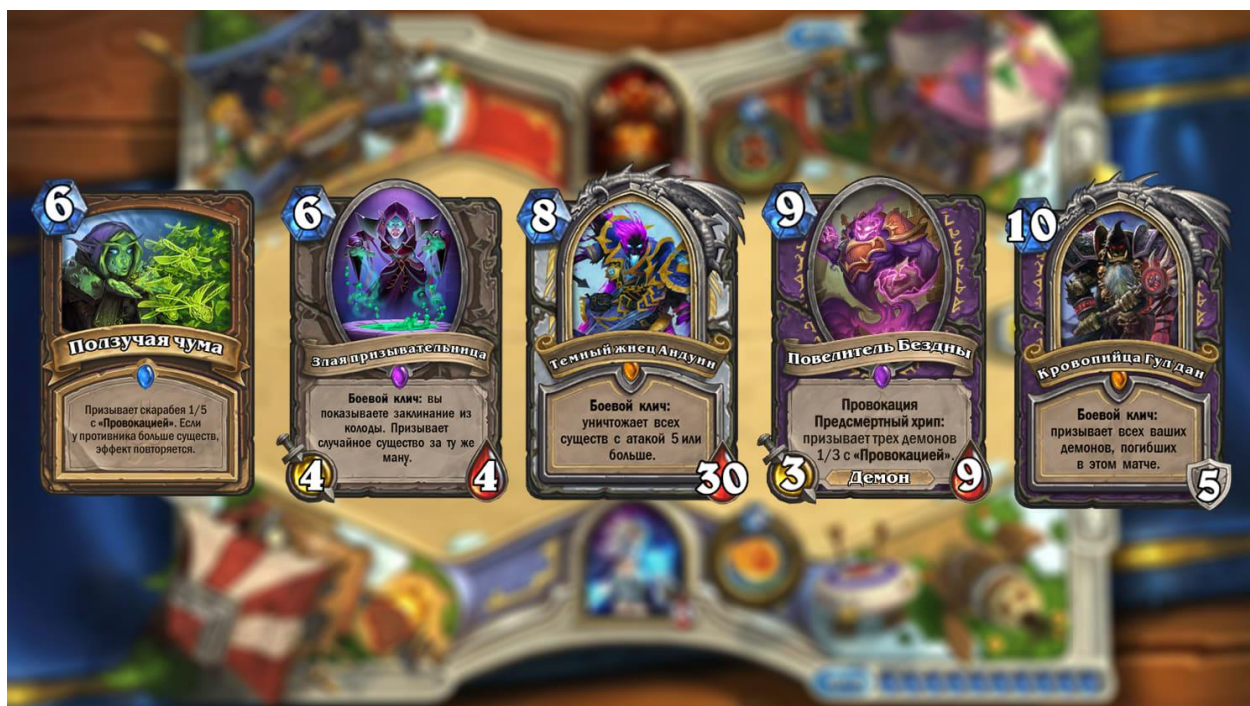 6
Ползучая чума
Призывает скарабея 1/5
с «Провокацией». Если
у противника больше существ,
эффект повторяется.
6
Злая призывательница
Боевой клич: вы
показываете заклинание из
колоды. Призывает
случайное существо за ту же
ману.
4
4
8
Темный жнец Андуин
Боевой клич:
уничтожает всех
существ с атакой 5 или
больше.
30
9
Повелитель Бездны
Провокация
Предсмертный хрип:
призывает трех демонов
1/3 с «Провокацией».
3
Демон
9
10
Кровопийца Гул'дан
Боевой клич:
призывает всех ваших
демонов, погибших
в этом матче.
5